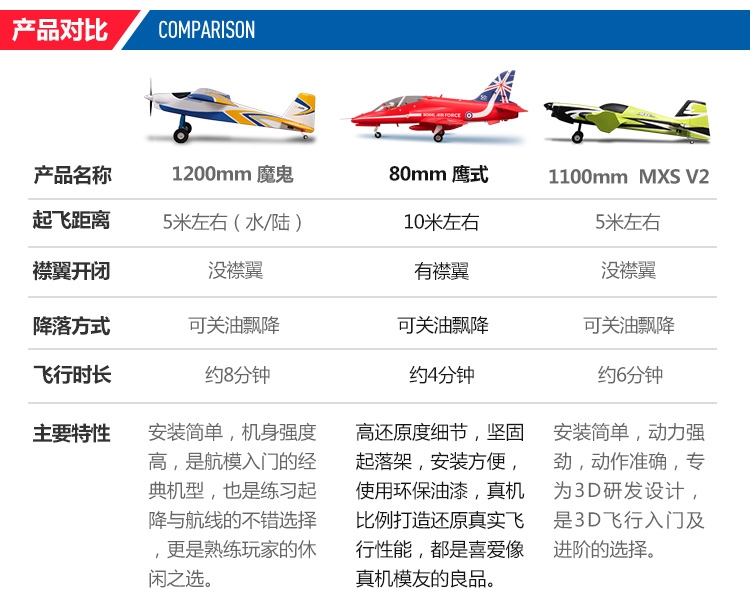 产品对比 COMPARISON
ROYAL AIR FORCE
产品名称 1200mm 魔鬼 80mm 鹰式 1100mm MXS V2
起飞距离 5米左右（水/陆） 10米左右 5米左右
襟翼开闭 没襟翼 有襟翼 没襟翼
降落方式 可关油飘降 可关油飘降 可关油飘降
飞行时长 约8分钟 约4分钟 约6分钟
主要特性
安装简单，机身强度
高，是航模入门的经
典机型，也是练习起
降与航线的不错选择
，更是熟练玩家的休
闲之选。
高还原度细节，坚固
起落架，安装方便，
使用环保油漆，真机
比例打造还原真实飞
行性能，都是喜爱像
真机模友的良品。
安装简单，动力强
劲，动作准确，专
为3D研发设计，
是3D飞行入门及
进阶的选择。